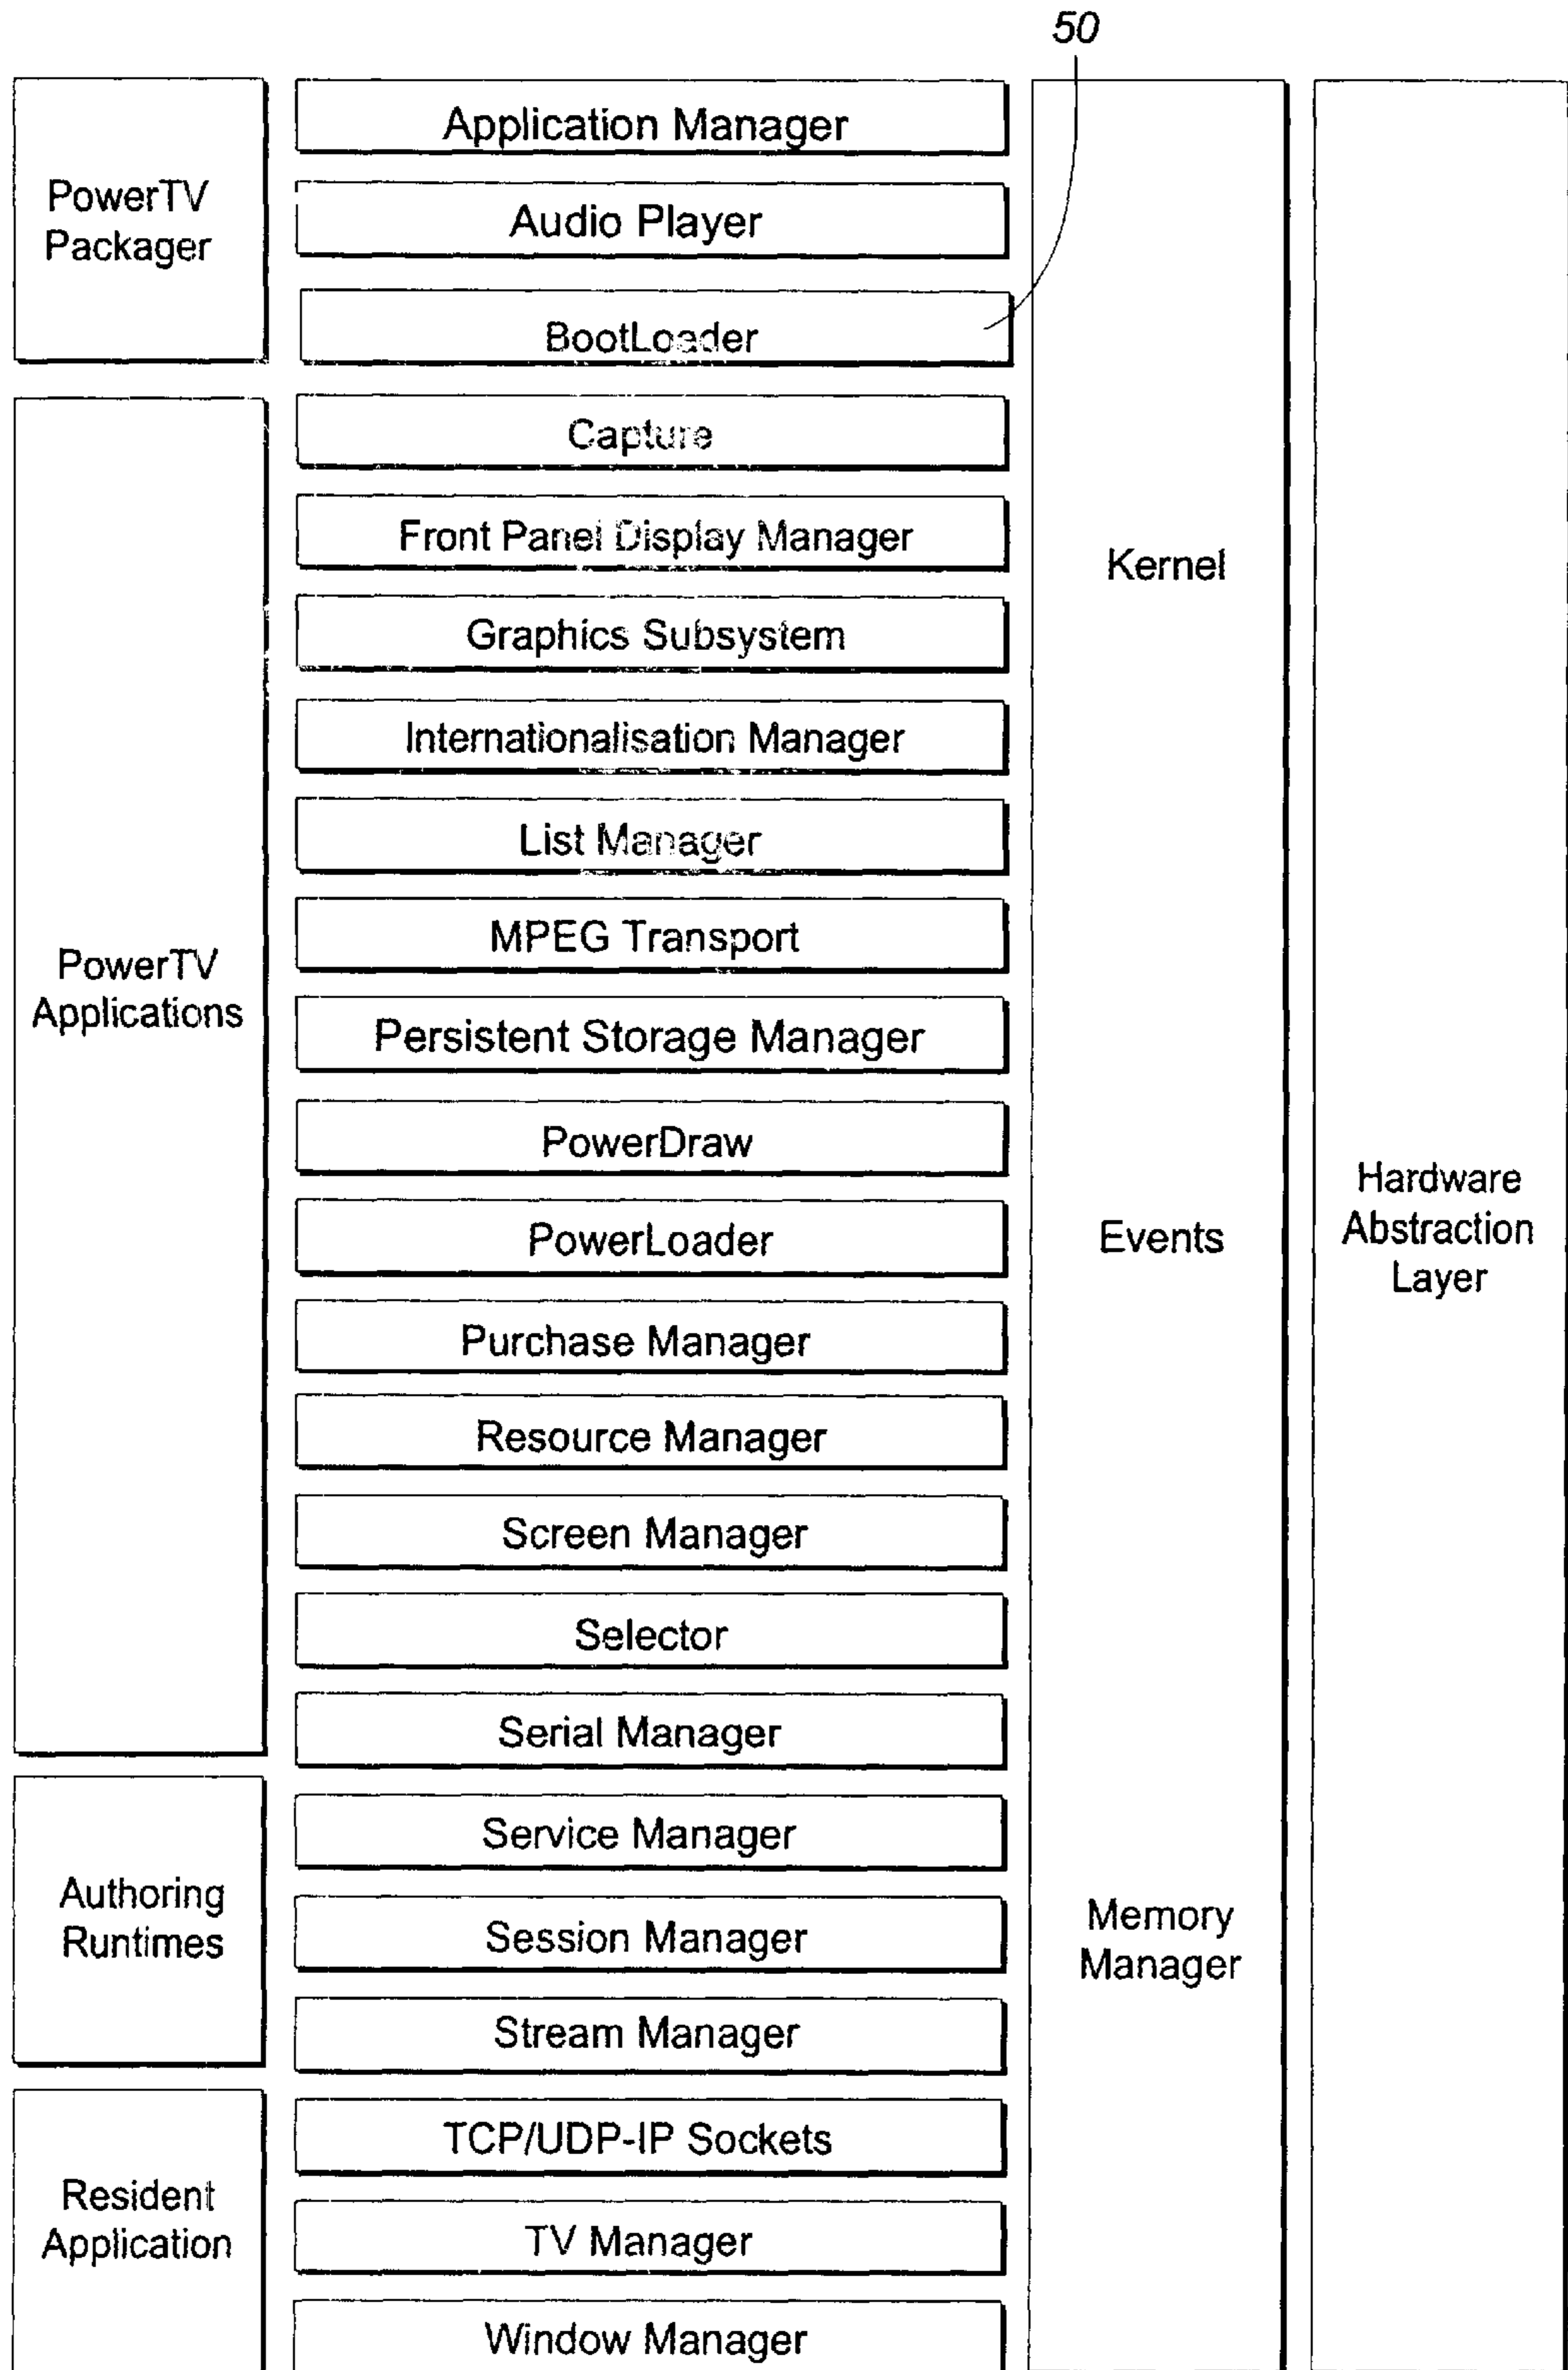 50
PowerTV
Packager
PowerTV
Applications
Authoring
Runtimes
Resident
Application
Application Manager
Audio Player
BootLoader
Capture
Front Panel Display Manager
Graphics Subsystem
Internationalisation Manager
List Manager
MPEG Transport
Persistent Storage Manager
PowerDraw
PowerLoader
Purchase Manager
Resource Manager
Screen Manager
Selector
Serial Manager
Service Manager
Session Manager
Stream Manager
TCP/UDP-IP Sockets
TV Manager
Window Manager
Kernel
Events
Memory
Manager
Hardware
Abstraction
Layer